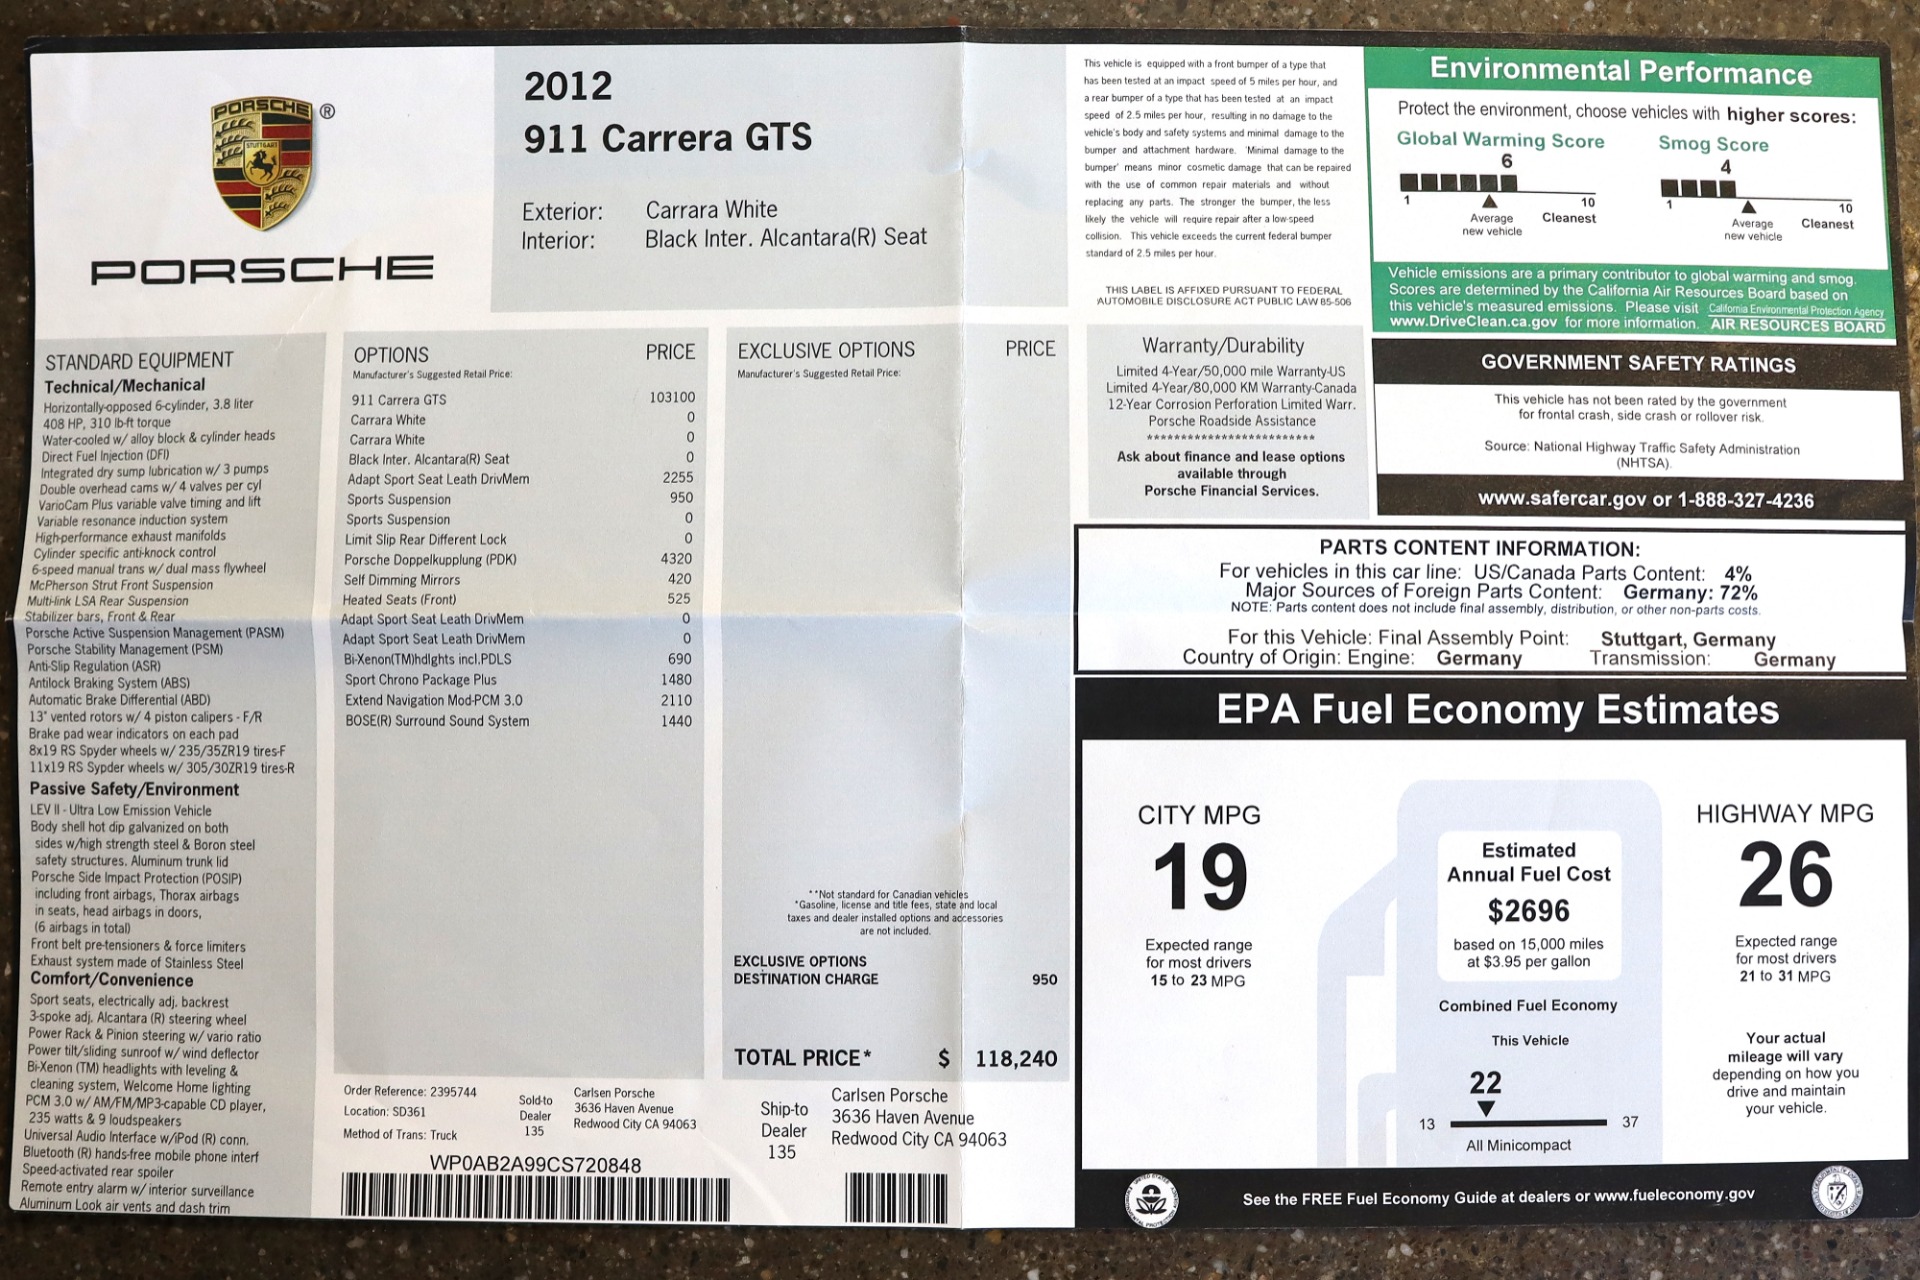 PORSCHE
®
STUTTGART
PORSCHE
2012
911 Carrera GTS
Exterior: Carrara White
Interior: Black Inter. Alcantara(R) Seat
STANDARD EQUIPMENT
Technical/Mechanical
Horizontally-opposed 6-cylinder, 3.8 liter
408 HP, 310 lb-ft torque
Water-cooled w/ alloy block & cylinder heads
Direct Fuel Injection (DFI)
Integrated dry sump lubrication w/ 3 pumps
Double overhead cams w/ 4 valves per cyl
VarioCam Plus variable valve timing and lift
Variable resonance induction system
High-performance exhaust manifolds
Cylinder specific anti-knock control
6-speed manual trans w/ dual mass flywheel
McPherson Strut Front Suspension
Multi-link LSA Rear Suspension
Stabilizer bars, Front & Rear
Porsche Active Suspension Management (PASM)
Porsche Stability Management (PSM)
Anti-Slip Regulation (ASR)
Antilock Braking System (ABS)
Automatic Brake Differential (ABD)
13" vented rotors w/ 4 piston calipers - F/R
Brake pad wear indicators on each pad
8x19 RS Spyder wheels w/ 235/35ZR19 tires-F
11x19 RS Sypder wheels w/ 305/30ZR19 tires-R
Passive Safety/Environment
LEV II - Ultra Low Emission Vehicle
Body shell hot dip galvanized on both
sides w/high strength steel & Boron steel
safety structures. Aluminum trunk lid
Porsche Side Impact Protection (POSIP)
including front airbags, Thorax airbags
in seats, head airbags in doors,
(6 airbags in total)
Front belt pre-tensioners & force limiters
Exhaust system made of Stainless Steel
Comfort/Convenience
Sport seats, electrically adj. backrest
3-spoke adj. Alcantara (R) steering wheel
Power Rack & Pinion steering w/ vario ratio
Power tilt/sliding sunroof w/ wind deflector
Bi-Xenon (TM) headlights with leveling &
cleaning system, Welcome Home lighting
PCM 3.0 w/ AM/FM/MP3-capable CD player,
235 watts & 9 loudspeakers
Universal Audio Interface w/iPod (R) conn.
Bluetooth (R) hands-free mobile phone interf
Speed-activated rear spoiler
Remote entry alarm w/ interior surveillance
Aluminum Look air vents and dash trim
OPTIONS PRICE
Manufacturer's Suggested Retail Price:
911 Carrera GTS 103100
Carrara White 0
Carrara White 0
Black Inter. Alcantara(R) Seat 0
Adapt Sport Seat Leath DrivMem 2255
Sports Suspension 950
Sports Suspension 0
Limit Slip Rear Different Lock 0
Porsche Doppelkupplung (PDK) 4320
Self Dimming Mirrors 420
Heated Seats (Front) 525
Adapt Sport Seat Leath DrivMem 0
Adapt Sport Seat Leath DrivMem 0
Bi-Xenon(TM)hdlghts incl.PDLS 690
Sport Chrono Package Plus 1480
Extend Navigation Mod-PCM 3.0 2110
BOSE(R) Surround Sound System 1440
Order Reference: 2395744
Location: SD361
Method of Trans: Truck
Sold-to
Dealer
135
Carlsen Porsche
3636 Haven Avenue
Redwood City CA 94063
WP0AB2A99CS720848
EXCLUSIVE OPTIONS PRICE
Manufacturer's Suggested Retail Price:
**Not standard for Canadian vehicles
*Gasoline, license and title fees, state and local
taxes and dealer installed options and accessories
are not included.
EXCLUSIVE OPTIONS
DESTINATION CHARGE 950
TOTAL PRICE* $ 118,240
Ship-to
Dealer
135
Carlsen Porsche
3636 Haven Avenue
Redwood City CA 94063
This vehicle is equipped with a front bumper of a type that
has been tested at an impact speed of 5 miles per hour, and
a rear bumper of a type that has been tested at an impact
speed of 2.5 miles per hour, resulting in no damage to the
vehicle's body and safety systems and minimal damage to the
bumper and attachment hardware. 'Minimal damage to the
bumper' means minor cosmetic damage that can be repaired
with the use of common repair materials and without
replacing any parts. The stronger the bumper, the less
likely the vehicle will require repair after a low-speed
collision. This vehicle exceeds the current federal bumper
standard of 2.5 miles per hour.
THIS LABEL IS AFFIXED PURSUANT TO FEDERAL
AUTOMOBILE DISCLOSURE ACT PUBLIC LAW 85-506
Warranty/Durability
Limited 4-Year/50,000 mile Warranty-US
Limited 4-Year/80,000 KM Warranty-Canada
12-Year Corrosion Perforation Limited Warr.
Porsche Roadside Assistance
*************************
Ask about finance and lease options
available through
Porsche Financial Services.
Environmental Performance
Protect the environment, choose vehicles with higher scores:
Global Warming Score
6
1 10
Average
new vehicle
Cleanest
Smog Score
4
1 10
Average
new vehicle
Cleanest
Vehicle emissions are a primary contributor to global warming and smog.
Scores are determined by the California Air Resources Board based on
this vehicle's measured emissions. Please visit California Environmental Protection Agency
www.DriveClean.ca.gov for more information. AIR RESOURCES BOARD
GOVERNMENT SAFETY RATINGS
This vehicle has not been rated by the government
for frontal crash, side crash or rollover risk.
Source: National Highway Traffic Safety Administration
(NHTSA).
www.safercar.gov or 1-888-327-4236
PARTS CONTENT INFORMATION:
For vehicles in this car line: US/Canada Parts Content: 4%
Major Sources of Foreign Parts Content: Germany: 72%
NOTE: Parts content does not include final assembly, distribution, or other non-parts costs.
For this Vehicle: Final Assembly Point: Stuttgart, Germany
Country of Origin: Engine: Germany Transmission: Germany
EPA Fuel Economy Estimates
CITY MPG
19
Expected range
for most drivers
15 to 23 MPG
Estimated
Annual Fuel Cost
$2696
based on 15,000 miles
at $3.95 per gallon
Combined Fuel Economy
This Vehicle
22
13 37
All Minicompact
HIGHWAY MPG
26
Expected range
for most drivers
21 to 31 MPG
Your actual
mileage will vary
depending on how you
drive and maintain
your vehicle.
See the FREE Fuel Economy Guide at dealers or www.fueleconomy.gov